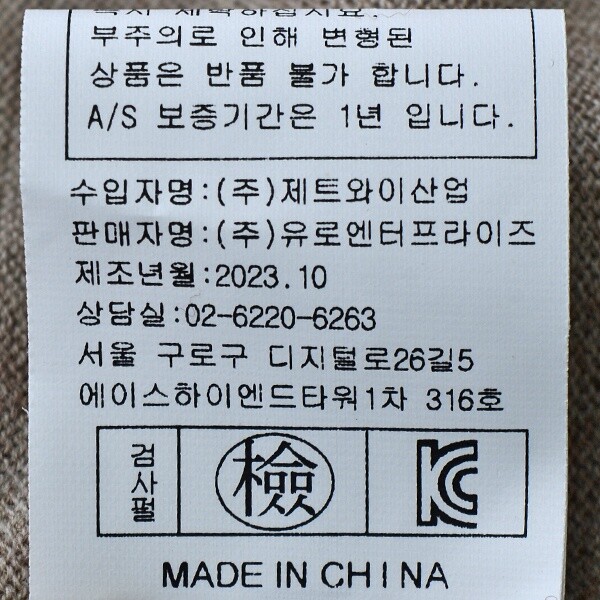 부주의로 인해 변형된
상품은 반품 불가 합니다.
A/S 보증기간은 1년 입니다.
수입자명:(주)제트와이산업
판매자명:(주)유로엔터프라이즈
제조년월:2023.10
상담실:02-6220-6263
서울 구로구 디지털로26길5
에이스하이엔드타워1차 316호
검사필
檢
KC
MADE IN CHINA